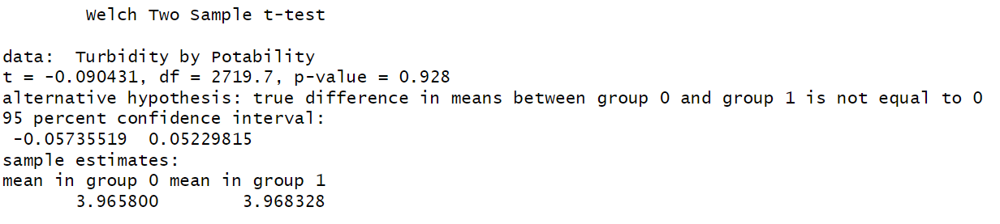 Welch Two Sample t-test
data:  Turbidity by Potability
t = -0.090431, df = 2719.7, p-value = 0.928
alternative hypothesis: true difference in means between group 0 and group 1 is not equal to 0
95 percent confidence interval:
 -0.05735519  0.05229815
sample estimates:
mean in group 0 mean in group 1
       3.965800        3.968328